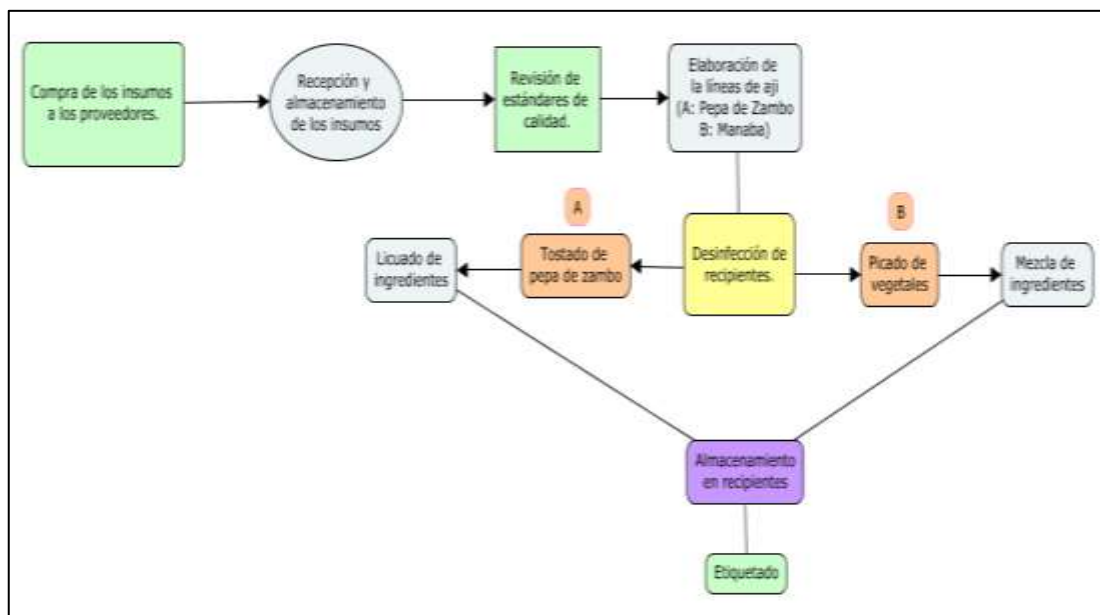 Compra de los insumos
a los proveedores.
Recepción y
almacenamiento
de los insumos
Revisión de
estándares de
calidad.
Elaboración de
la líneas de aji
(A: Pepa de Zambo
B: Manaba)
A
B
Licuado de
ingredientes
Tostado de
pepa de zambo
Desinfección de
recipientes.
Picado de
vegetales
Mezcla de
ingredientes
Almacenamiento
en recipientes
Etiquetado